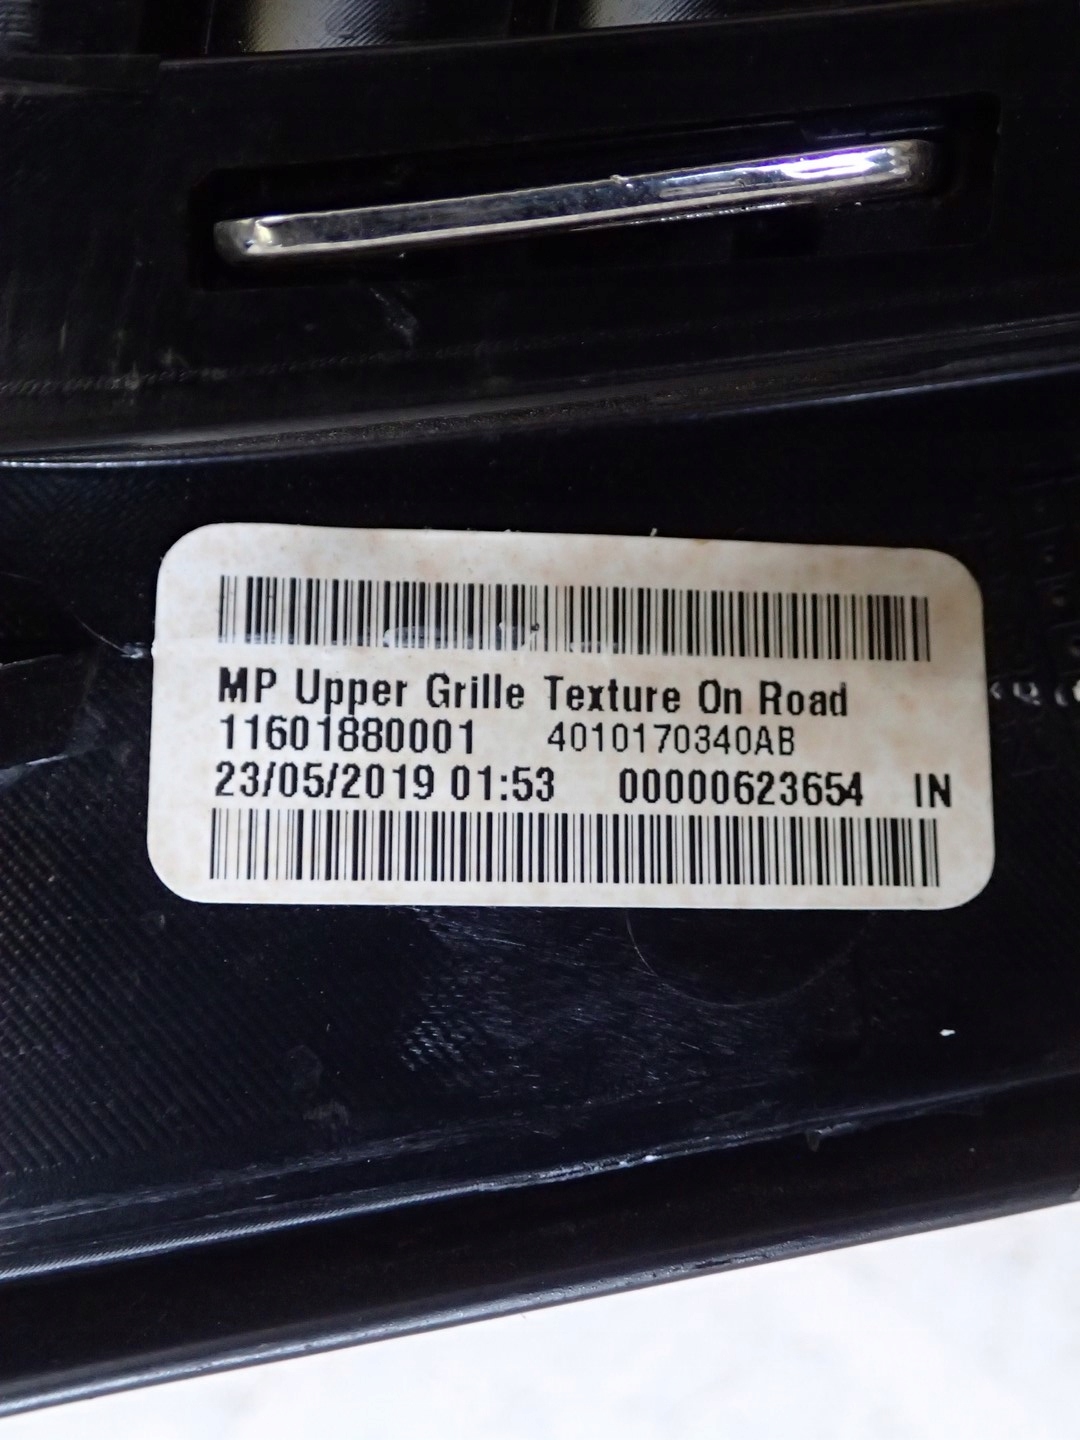 MP Upper Grille Texture On Road
11601880001 4010170340AB
23/05/2019 01:53 00000623654 IN